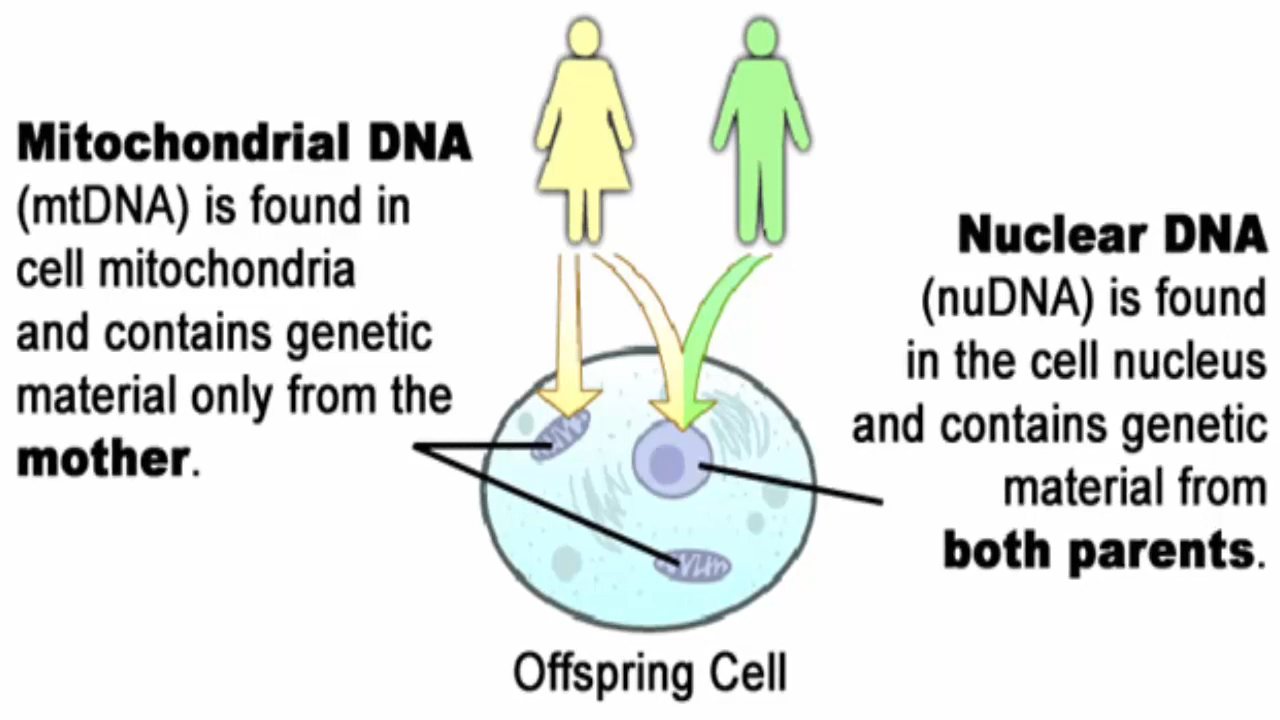 Mitochondrial DNA
(mtDNA) is found in
cell mitochondria
and contains genetic
material only from the
mother.
Nuclear DNA
(nuDNA) is found
in the cell nucleus
and contains genetic
material from
both parents.
Offspring Cell